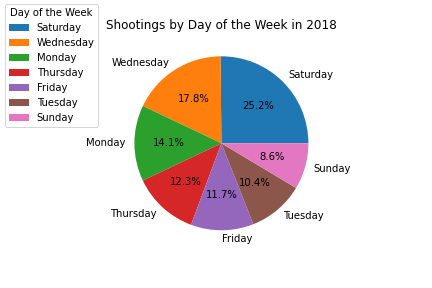 Day of the Week
Saturday
Wednesday
Monday
Thursday
Friday
Tuesday
Sunday
Shootings by Day of the Week in 2018
Saturday
25.2%
Wednesday
17.8%
Monday
14.1%
Thursday
12.3%
Friday
11.7%
Tuesday
10.4%
Sunday
8.6%